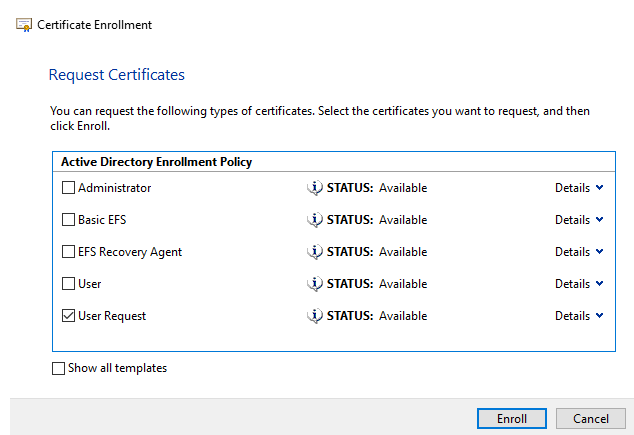 Certificate Enrollment
Request Certificates
You can request the following types of certificates. Select the certificates you want to request, and then
click Enroll.
Active Directory Enrollment Policy
Administrator STATUS: Available Details
Basic EFS STATUS: Available Details
EFS Recovery Agent STATUS: Available Details
User STATUS: Available Details
User Request STATUS: Available Details
Show all templates
Enroll Cancel